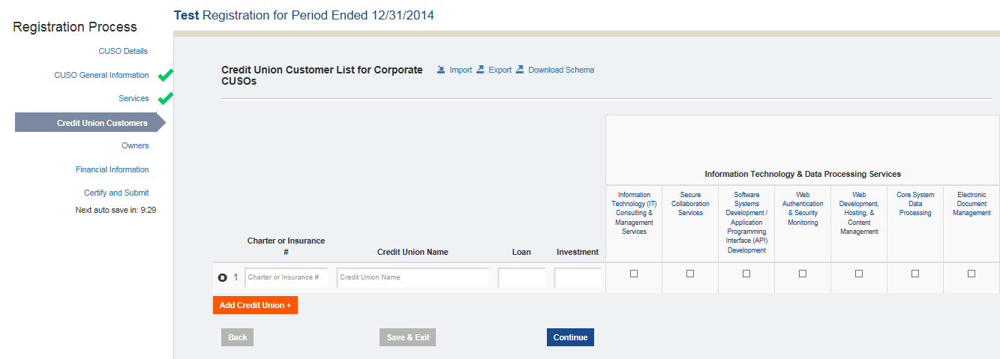 Test Registration for Period Ended 12/31/2014
Registration Process
CUSO Details
CUSO General Information
Services
Credit Union Customers
Owners
Financial Information
Certify and Submit
Next auto save in: 9:29
Credit Union Customer List for Corporate
CUSOs
Import Export Download Schema
Information Technology & Data Processing Services
Charter or Insurance
#
Credit Union Name
Loan
Investment
Information
Technology (IT)
Consulting &
Management
Services
Secure
Collaboration
Services
Software
Systems
Development /
Application
Programming
Interface (API)
Development
Web
Authentication
& Security
Monitoring
Web
Development,
Hosting, &
Content
Management
Core System
Data
Processing
Electronic
Document
Management
1 Charter or Insurance # Credit Union Name
Add Credit Union +
Back Save & Exit Continue